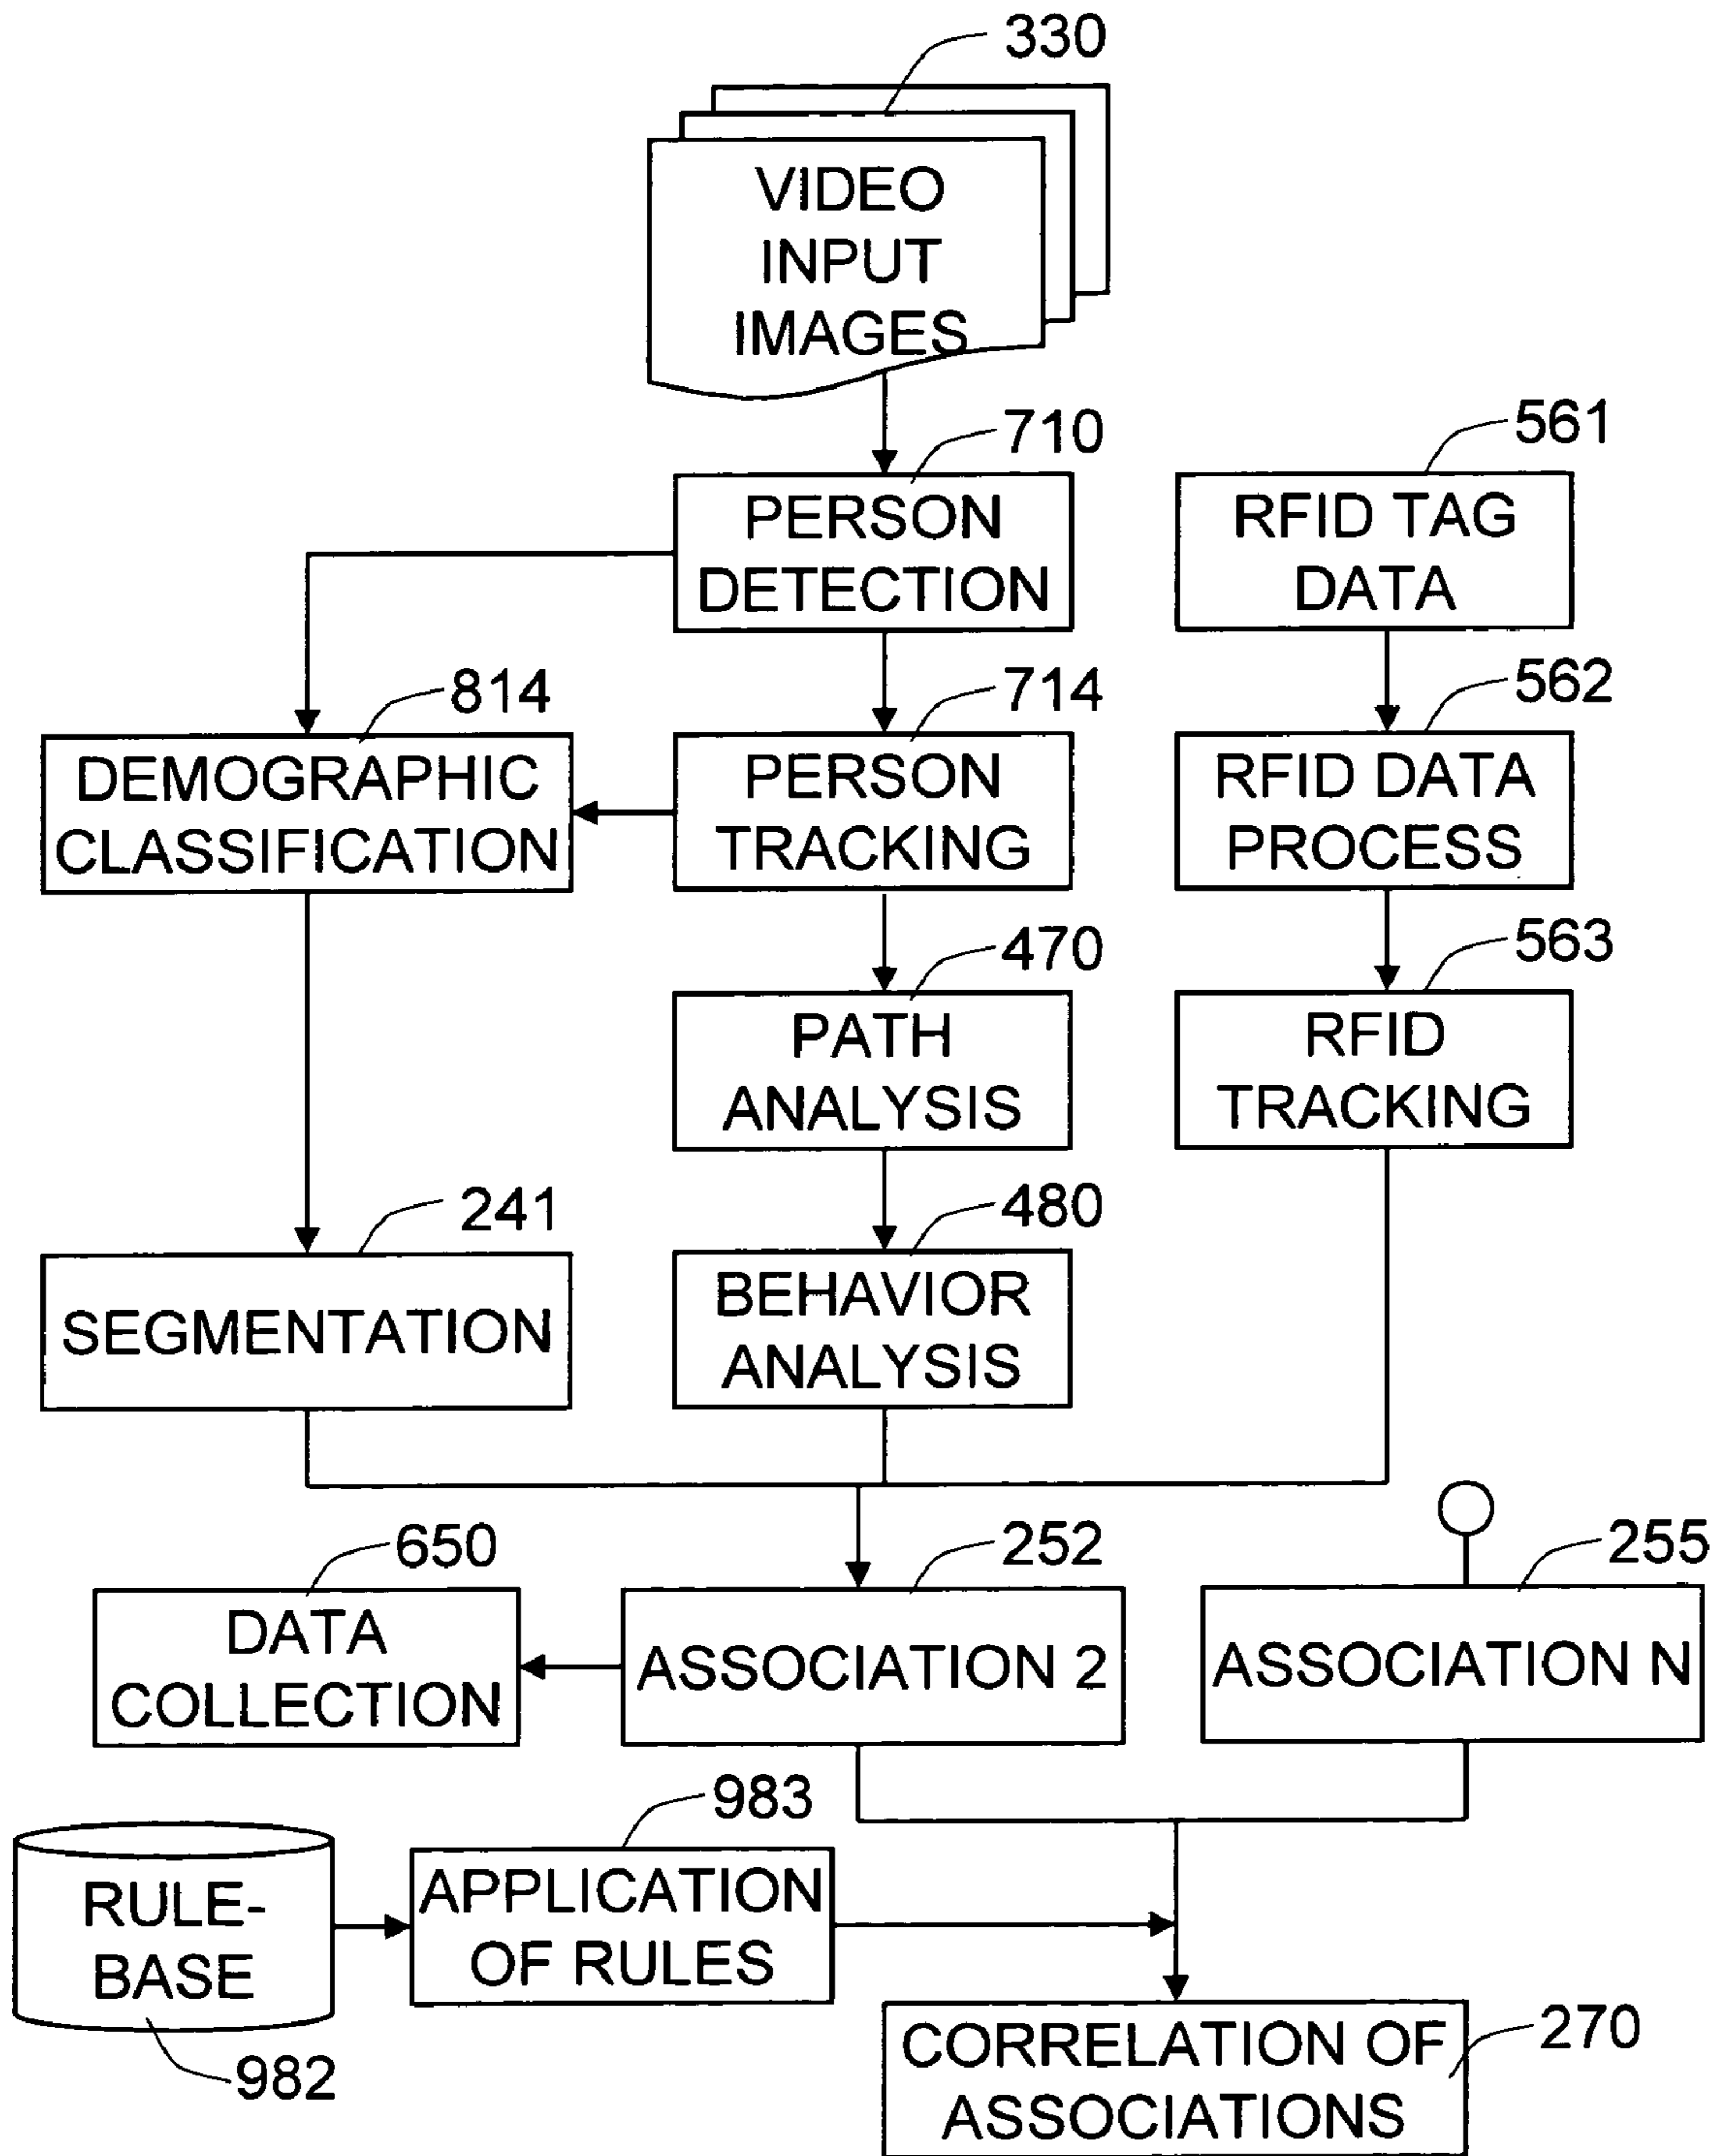 330
VIDEO
INPUT
IMAGES
710
PERSON
DETECTION
561
RFID TAG
DATA
814
DEMOGRAPHIC
CLASSIFICATION
714
PERSON
TRACKING
562
RFID DATA
PROCESS
470
PATH
ANALYSIS
563
RFID
TRACKING
241
SEGMENTATION
480
BEHAVIOR
ANALYSIS
650
DATA
COLLECTION
252
ASSOCIATION 2
255
ASSOCIATION N
RULE-
BASE
982
983
APPLICATION
OF RULES
CORRELATION OF
ASSOCIATIONS
270